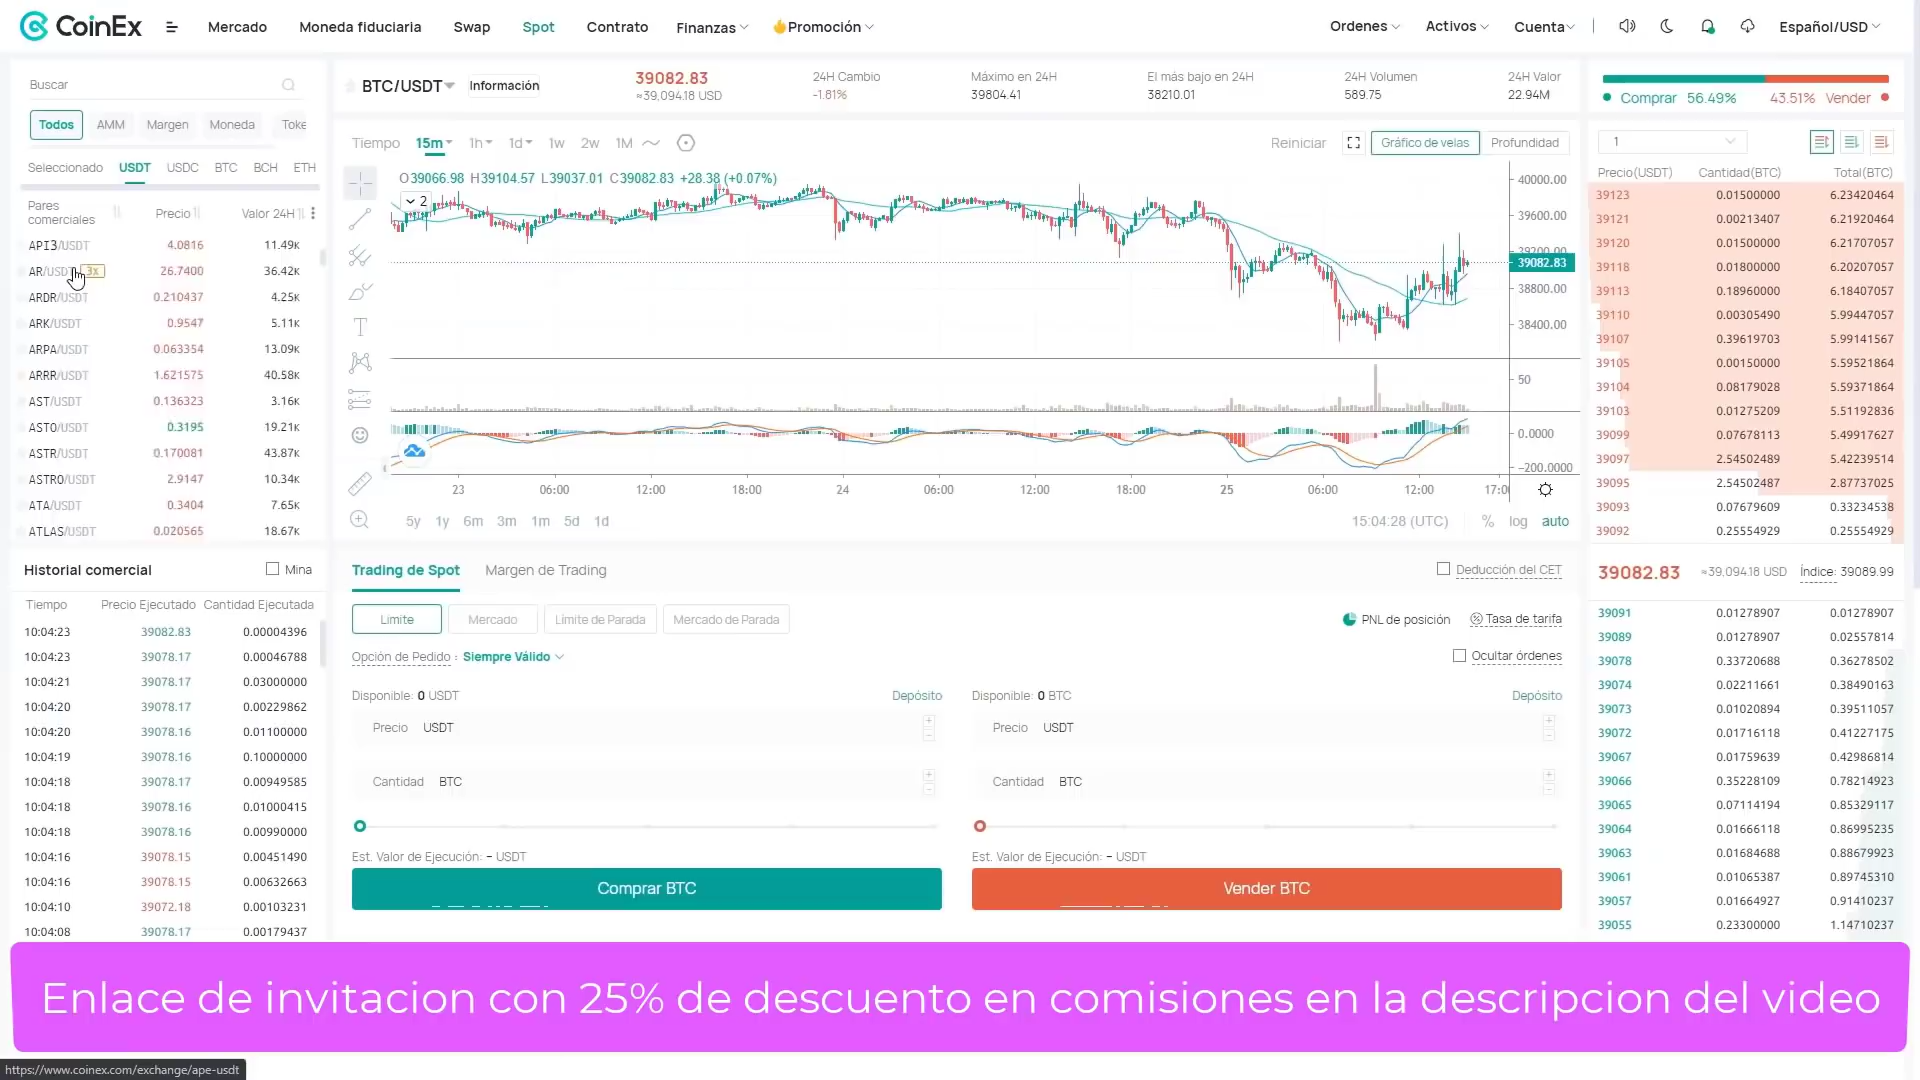 CoinEx
Mercado
Moneda fiduciaria
Swap
Spot
Contrato
Finanzas
Promoción
Ordenes
Activos
Cuenta
Español/USD
Buscar
Todos AMM Margen Moneda Toke
Seleccionado USDT USDC BTC BCH ETH
Pares comerciales Precio Valor 24H
API3/USDT 4.0816 11.49K
AR/USDT 3x 26.7400 36.42K
ARDR/USDT 0.210437 4.25K
ARK/USDT 0.9547 5.11K
ARPA/USDT 0.063354 13.09K
ARRR/USDT 1.621575 40.58K
AST/USDT 0.136323 3.16K
ASTO/USDT 0.3195 19.21K
ASTR/USDT 0.170081 43.87K
ASTRO/USDT 2.9147 10.34K
ATA/USDT 0.3404 7.65K
ATLAS/USDT 0.020565 18.67K
Historial comercial Mina
Tiempo Precio Ejecutado Cantidad Ejecutada
10:04:23 39082.83 0.00004396
10:04:23 39078.17 0.00046788
10:04:21 39078.17 0.03000000
10:04:20 39078.17 0.00229862
10:04:20 39078.16 0.01100000
10:04:19 39078.16 0.10000000
10:04:18 39078.17 0.00949585
10:04:18 39078.16 0.01000415
10:04:18 39078.16 0.00990000
10:04:16 39078.15 0.00451490
10:04:16 39078.15 0.00632663
10:04:10 39072.18 0.00103231
10:04:08 39078.17 0.00179437
BTC/USDT Información
39082.83
≈39,094.18 USD
24H Cambio
-1.81%
Máximo en 24H
39804.41
El más bajo en 24H
38210.01
24H Volumen
589.75
24H Valor
22.94M
Tiempo 15m 1h 1d 1w 2w 1M
Reiniciar Gráfico de velas Profundidad
O39066.98 H39104.57 L39037.01 C39082.83 +28.38 (+0.07%)
2
40000.00
39600.00
39200.00
39082.83
38800.00
38400.00
50
0.0000
-200.0000
23 06:00 12:00 18:00 24 06:00 12:00 18:00 25 06:00 12:00 17:0
5y 1y 6m 3m 1m 5d 1d
15:04:28 (UTC) % log auto
Trading de Spot Margen de Trading
Deducción del CET
Límite Mercado Límite de Parada Mercado de Parada
PNL de posición Tasa de tarifa
Opción de Pedido : Siempre Válido
Ocultar órdenes
Disponible: 0 USDT Depósito
Precio USDT
Cantidad BTC
Est. Valor de Ejecución: - USDT
Comprar BTC
Disponible: 0 BTC Depósito
Precio USDT
Cantidad BTC
Est. Valor de Ejecución: - USDT
Vender BTC
Comprar 56.49% 43.51% Vender
1
Precio(USDT) Cantidad(BTC) Total(BTC)
39123 0.01500000 6.23420464
39121 0.00213407 6.21920464
39120 0.01500000 6.21707057
39118 0.01800000 6.20207057
39113 0.18960000 6.18407057
39110 0.00305490 5.99447057
39107 0.39619703 5.99141567
39105 0.00150000 5.59521864
39104 0.08179028 5.59371864
39103 0.01275209 5.51192836
39099 0.07678113 5.49917627
39097 2.54502489 5.42239514
39095 2.54502487 2.87737025
39093 0.07679609 0.33234538
39092 0.25554929 0.25554929
39082.83 ≈39,094.18 USD Índice: 39089.99
39091 0.01278907 0.01278907
39089 0.01278907 0.02557814
39078 0.33720688 0.36278502
39074 0.02211661 0.38490163
39073 0.01020894 0.39511057
39072 0.01716118 0.41227175
39067 0.01759639 0.42986814
39066 0.35228109 0.78214923
39065 0.07114194 0.85329117
39064 0.01666118 0.86995235
39063 0.01684688 0.88679923
39061 0.01065387 0.89745310
39057 0.01664927 0.91410237
39055 0.23300000 1.14710237
Enlace de invitacion con 25% de descuento en comisiones en la descripcion del video
https://www.coinex.com/exchange/ape-usdt